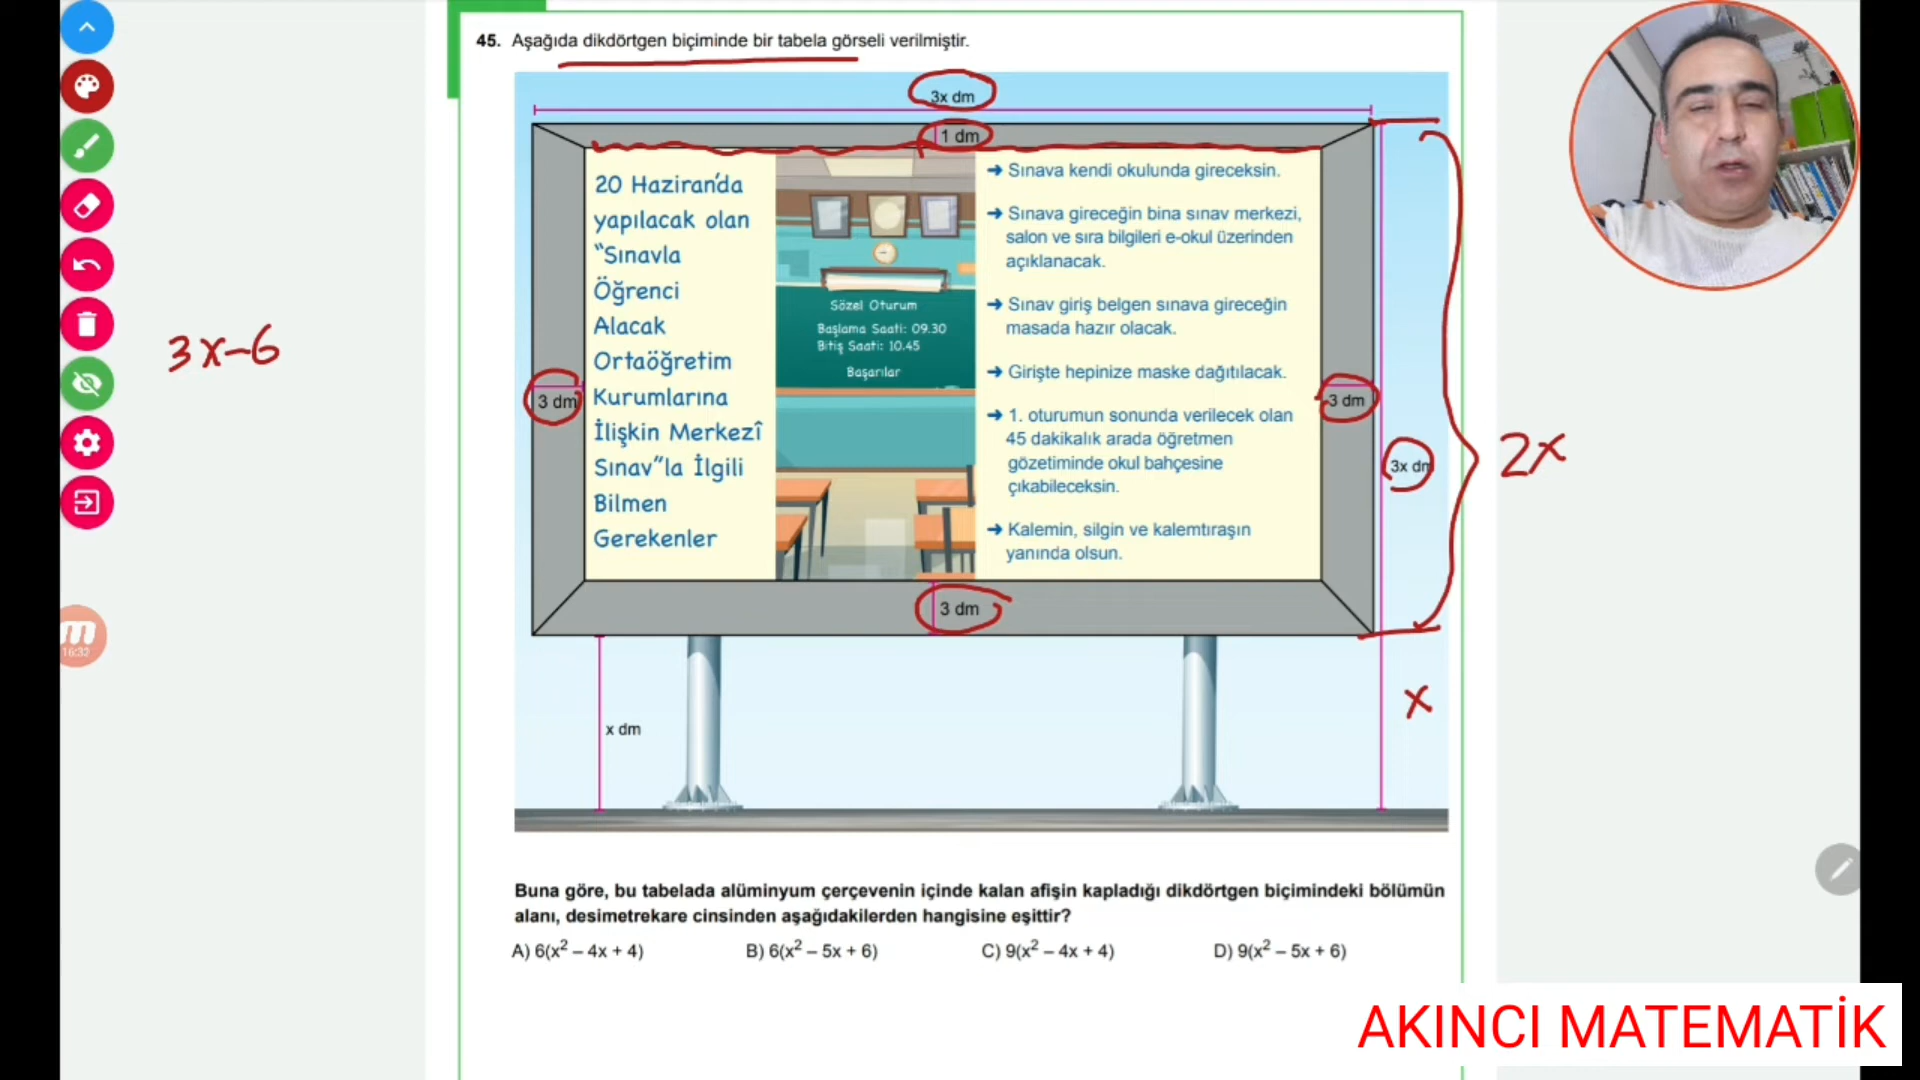 45. Aşağıda dikdörtgen biçiminde bir tabela görseli verilmiştir.
3x dm
1 dm
20 Haziran'da
yapılacak olan
"Sınavla
Öğrenci
Alacak
Ortaöğretim
Kurumlarına
İlişkin Merkezî
Sınav"la İlgili
Bilmen
Gerekenler
Sözel Oturum
Başlama Saati: 09.30
Bitiş Saati: 10.45
Başarılar
→ Sınava kendi okulunda gireceksin.
→ Sınava gireceğin bina sınav merkezi,
salon ve sıra bilgileri e-okul üzerinden
açıklanacak.
→ Sınav giriş belgen sınava gireceğin
masada hazır olacak.
→ Girişte hepinize maske dağıtılacak.
→ 1. oturumun sonunda verilecek olan
45 dakikalık arada öğretmen
gözetiminde okul bahçesine
çıkabileceksin.
→ Kalemin, silgin ve kalemtıraşın
yanında olsun.
3x-6
3 dm
3 dm
3x dm
2x
3 dm
x
x dm
m
16:32
Buna göre, bu tabelada alüminyum çerçevenin içinde kalan afişin kapladığı dikdörtgen biçimindeki bölümün
alanı, desimetrekare cinsinden aşağıdakilerden hangisine eşittir?
A) 6(x² – 4x + 4) B) 6(x² – 5x + 6) C) 9(x² – 4x + 4) D) 9(x² – 5x + 6)
AKINCI MATEMATİK